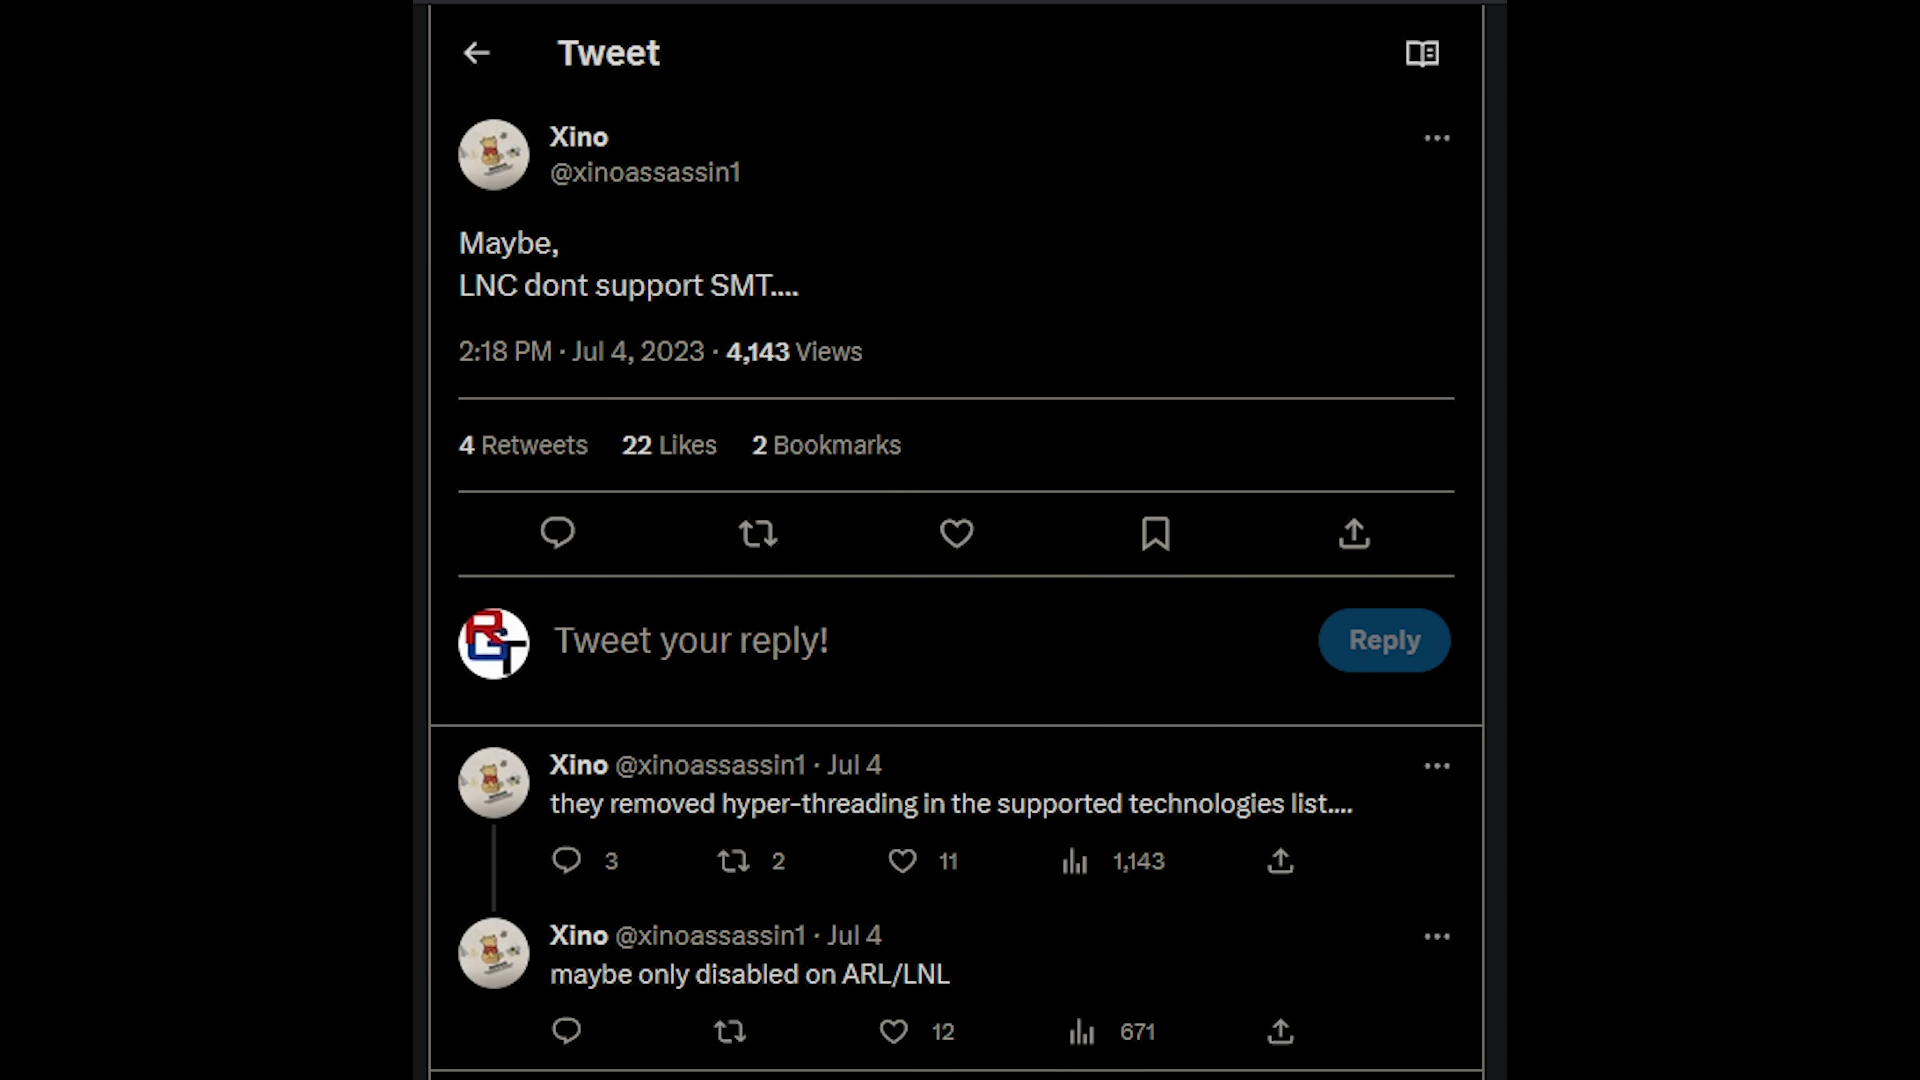 Tweet
Xino
@xinoassassin1
Maybe,
LNC dont support SMT....
2:18 PM · Jul 4, 2023 · 4,143 Views
4 Retweets 22 Likes 2 Bookmarks
RGT
Tweet your reply!
Reply
Xino @xinoassassin1 · Jul 4
they removed hyper-threading in the supported technologies list....
3 2 11 1,143
Xino @xinoassassin1 · Jul 4
maybe only disabled on ARL/LNL
12 671